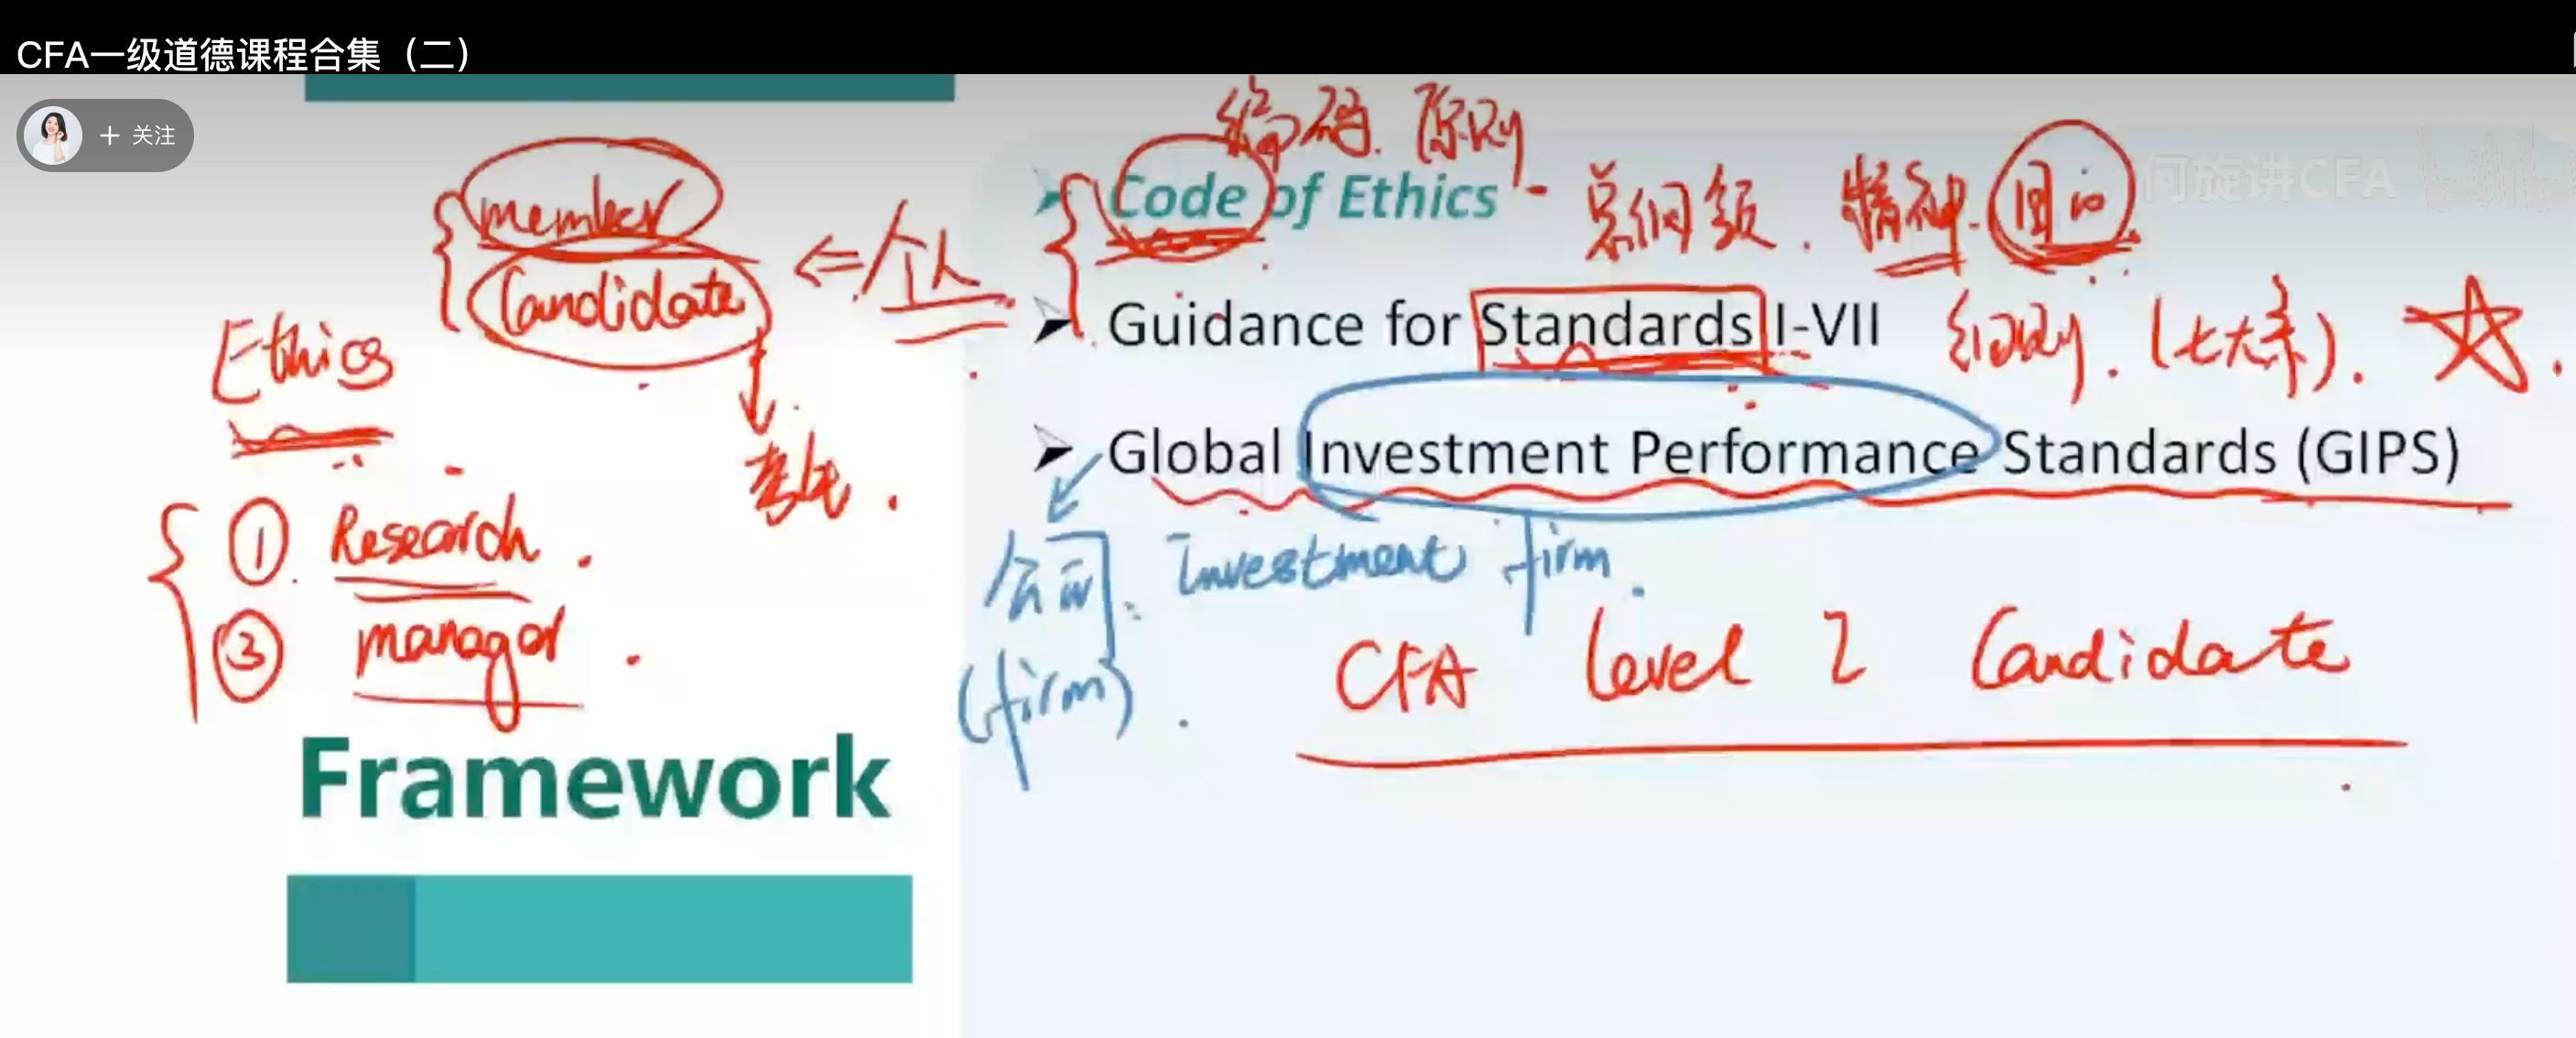 CFA一级道德课程合集（二）
+ 关注
何旋讲CFA
编码. 原则
Code of Ethics - 总纲领. 精神.
member
Candidate
← 个人
Guidance for Standards I-VII 细则. (七大条).
Ethics
考生.
Global Investment Performance Standards (GIPS)
① Research.
公司: Investment firm.
(firm).
③ manager.
CFA Level 2 Candidate
Framework